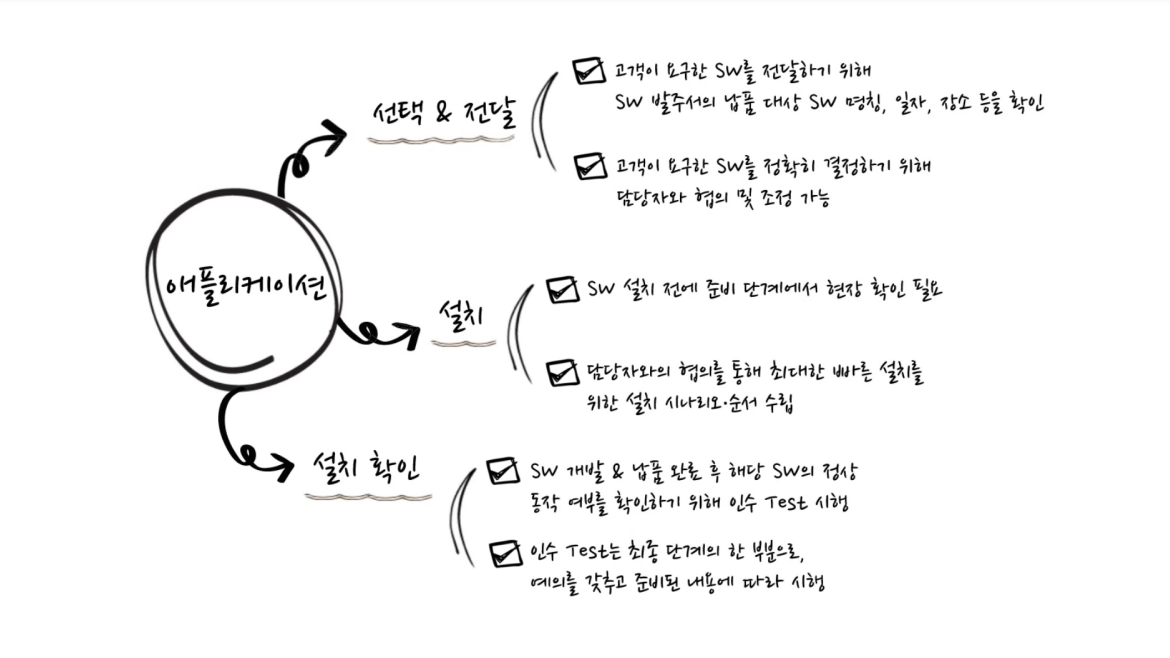 애플리케이션
선택 & 전달
고객이 요구한 SW를 전달하기 위해
SW 발주서의 납품 대상 SW 명칭, 일자, 장소 등을 확인
고객이 요구한 SW를 정확히 결정하기 위해
담당자와 협의 및 조정 가능
설치
SW 설치 전에 준비 단계에서 현장 확인 필요
담당자와의 협의를 통해 최대한 빠른 설치를
위한 설치 시나리오·순서 수립
설치 확인
SW 개발 & 납품 완료 후 해당 SW의 정상
동작 여부를 확인하기 위해 인수 Test 시행
인수 Test는 최종 단계의 한 부분으로,
예의를 갖추고 준비된 내용에 따라 시행